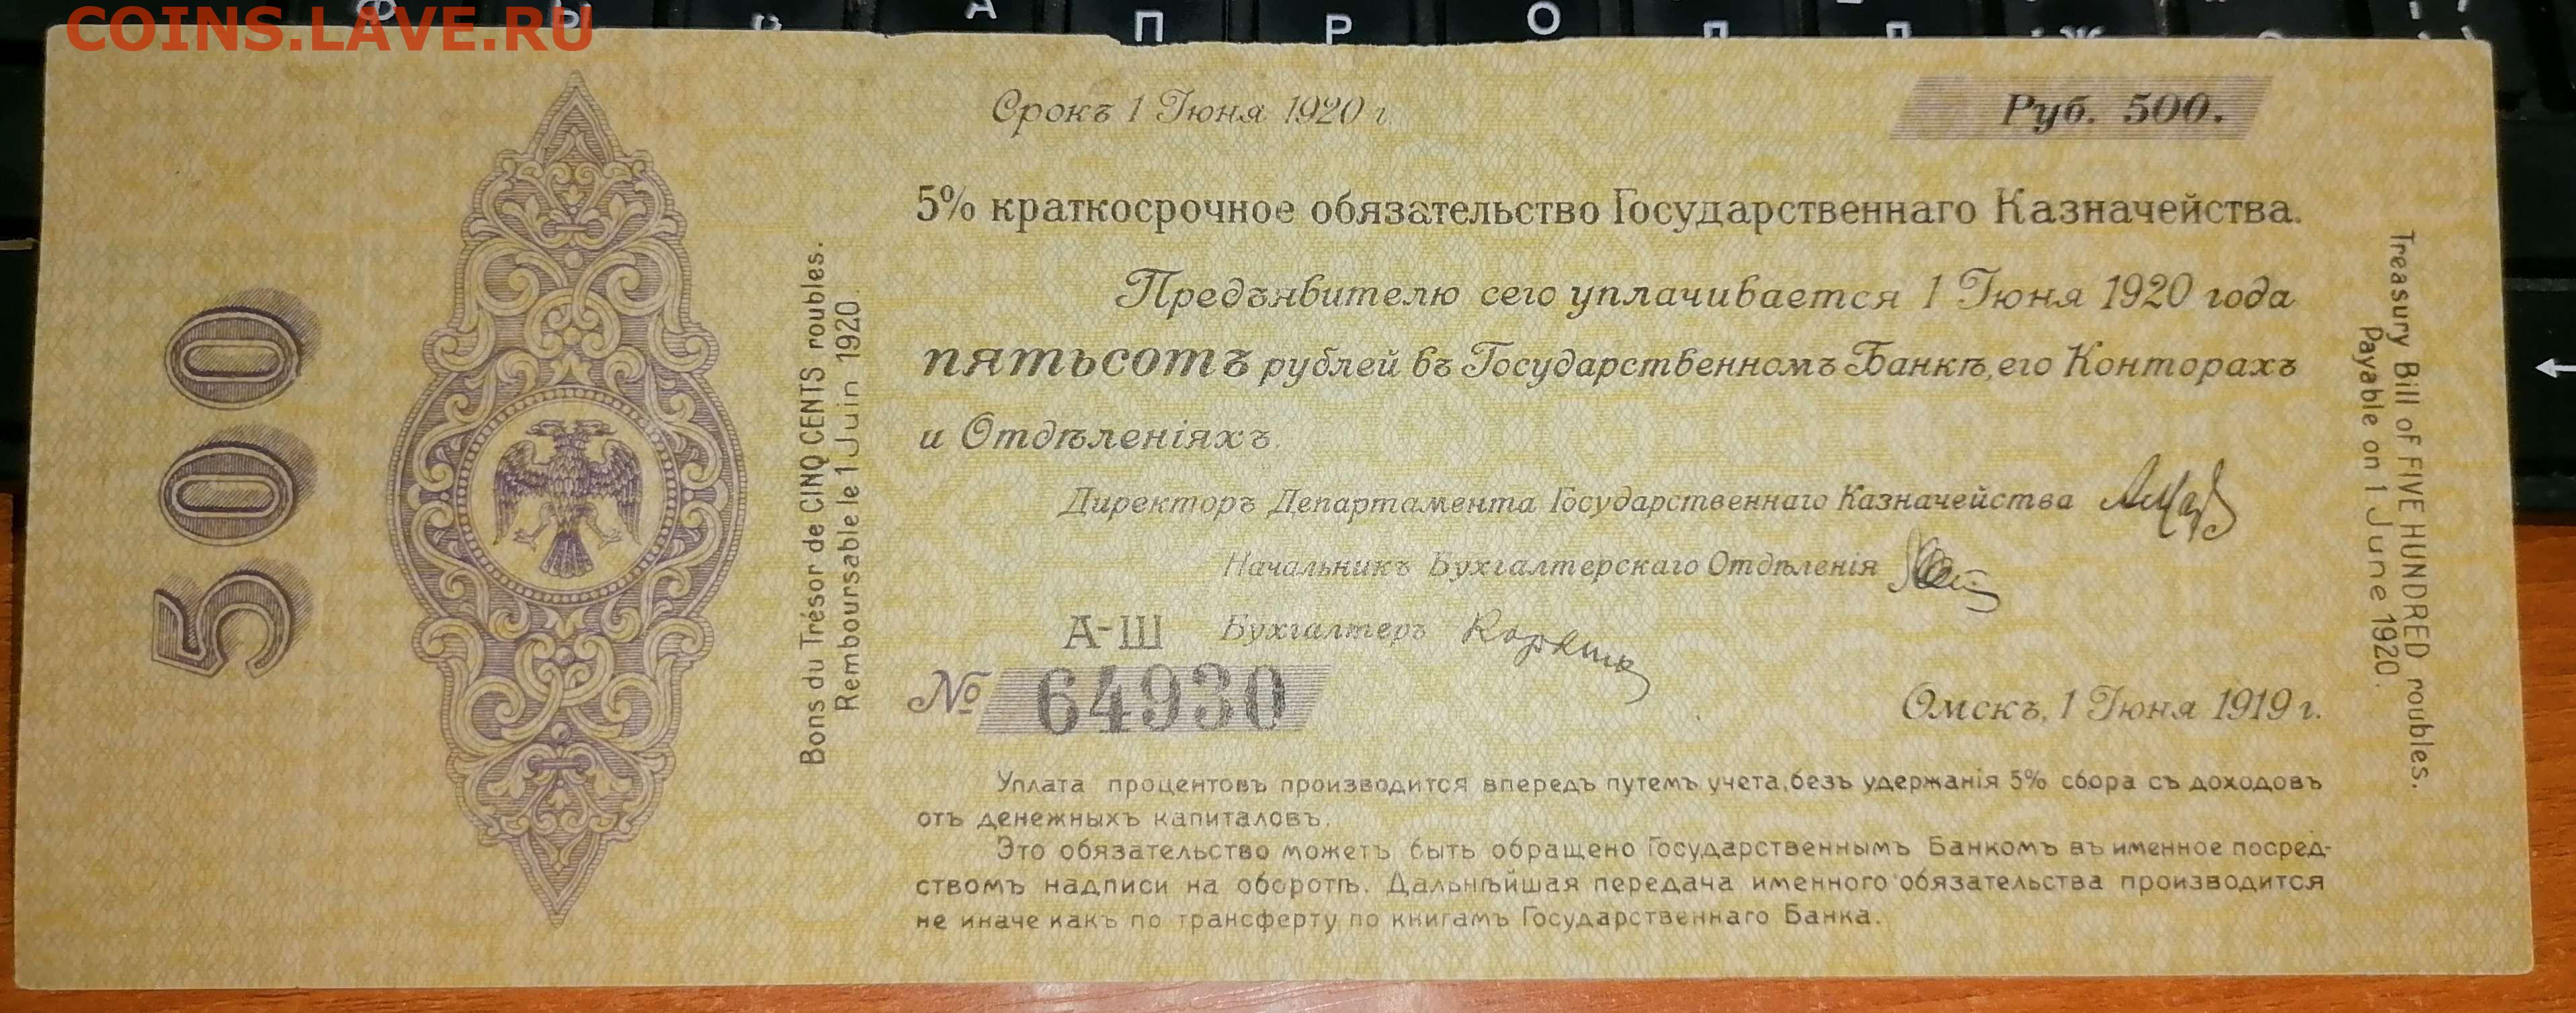 COINS.LAVE.RU
Ф Ы А П Р О Л Ж
Срокъ 1 Іюня 1920 г.
Руб. 500.
5% краткосрочное обязательство Государственнаго Казначейства.
Предъявителю сего уплачивается 1 Іюня 1920 года
пятьсотъ рублей въ Государственномъ Банкѣ, его Конторахъ
и Отдѣленіяхъ.
Директоръ Департамента Государственнаго Казначейства
Начальникъ Бухгалтерскаго Отдѣленія
А-Ш Бухгалтеръ
№ 64930
Омскъ, 1 Іюня 1919 г.
Уплата процентовъ производится впередъ путемъ учета, безъ удержанія 5% сбора съ доходовъ
отъ денежныхъ капиталовъ.
Это обязательство можетъ быть обращено Государственнымъ Банкомъ въ именное посред-
ствомъ надписи на оборотѣ. Дальнѣйшая передача именного обязательства производится
не иначе какъ по трансферту по книгамъ Государственнаго Банка.
500
Bons du Trésor de CINQ CENTS roubles.
Remboursable le 1 Juin 1920.
Treasury Bill of FIVE HUNDRED roubles.
Payable on 1 June 1920.